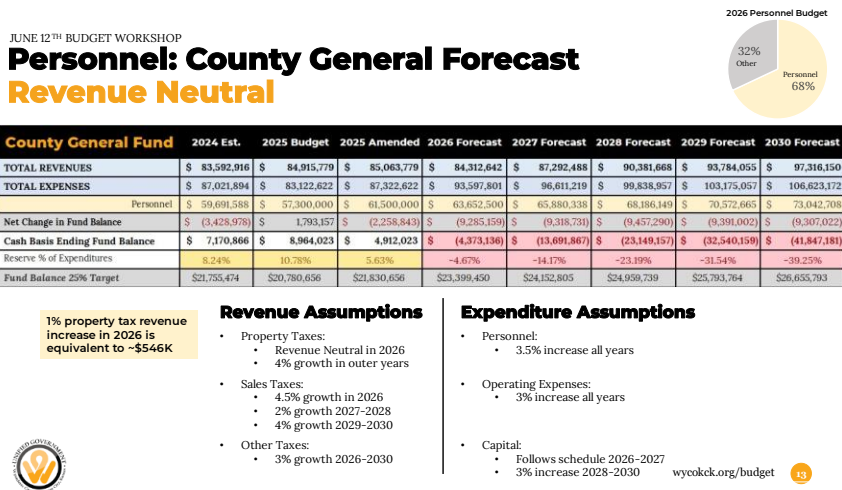 2026 Personnel Budget
JUNE 12TH BUDGET WORKSHOP
Personnel: County General Forecast
Revenue Neutral
32%
Other
Personnel
68%
County General Fund 2024 Est. 2025 Budget 2025 Amended 2026 Forecast 2027 Forecast 2028 Forecast 2029 Forecast 2030 Forecast
TOTAL REVENUES $ 83,592,916 $ 84,915,779 $ 85,063,779 $ 84,312,642 $ 87,292,488 $ 90,381,668 $ 93,784,055 $ 97,316,150
TOTAL EXPENSES $ 87,021,894 $ 83,122,622 $ 87,322,622 $ 93,597,801 $ 96,611,219 $ 99,838,957 $ 103,175,057 $ 106,623,172
Personnel $ 59,691,588 $ 57,300,000 $ 61,500,000 $ 63,652,500 $ 65,880,338 $ 68,186,149 $ 70,572,665 $ 73,042,708
Net Change in Fund Balance $ (3,428,978) $ 1,793,157 $ (2,258,843) $ (9,285,159) $ (9,318,731) $ (9,457,290) $ (9,391,002) $ (9,307,022)
Cash Basis Ending Fund Balance $ 7,170,866 $ 8,964,023 $ 4,912,023 $ (4,373,136) $ (13,691,867) $ (23,149,157) $ (32,540,159) $ (41,847,181)
Reserve % of Expenditures 8.24% 10.78% 5.63% -4.67% -14.17% -23.19% -31.54% -39.25%
Fund Balance 25% Target $21,755,474 $20,780,656 $21,830,656 $23,399,450 $24,152,805 $24,959,739 $25,793,764 $26,655,793
1% property tax revenue
increase in 2026 is
equivalent to ~$546K
Revenue Assumptions
• Property Taxes:
• Revenue Neutral in 2026
• 4% growth in outer years
• Sales Taxes:
• 4.5% growth in 2026
• 2% growth 2027-2028
• 4% growth 2029-2030
• Other Taxes:
• 3% growth 2026-2030
Expenditure Assumptions
• Personnel:
• 3.5% increase all years
• Operating Expenses:
• 3% increase all years
• Capital:
• Follows schedule 2026-2027
• 3% increase 2028-2030
UNIFIED GOVERNMENT
wycokck.org/budget
13